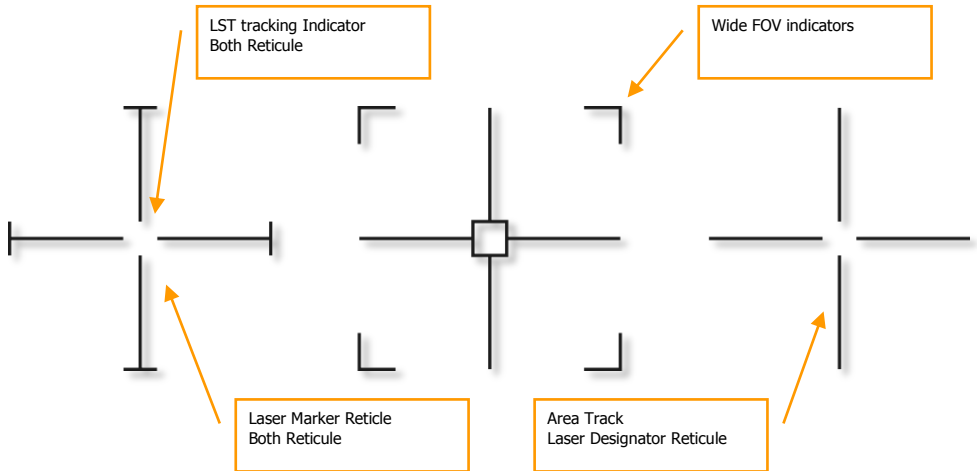 LST tracking Indicator
Both Reticule
Wide FOV indicators
Laser Marker Reticle
Both Reticule
Area Track
Laser Designator Reticule